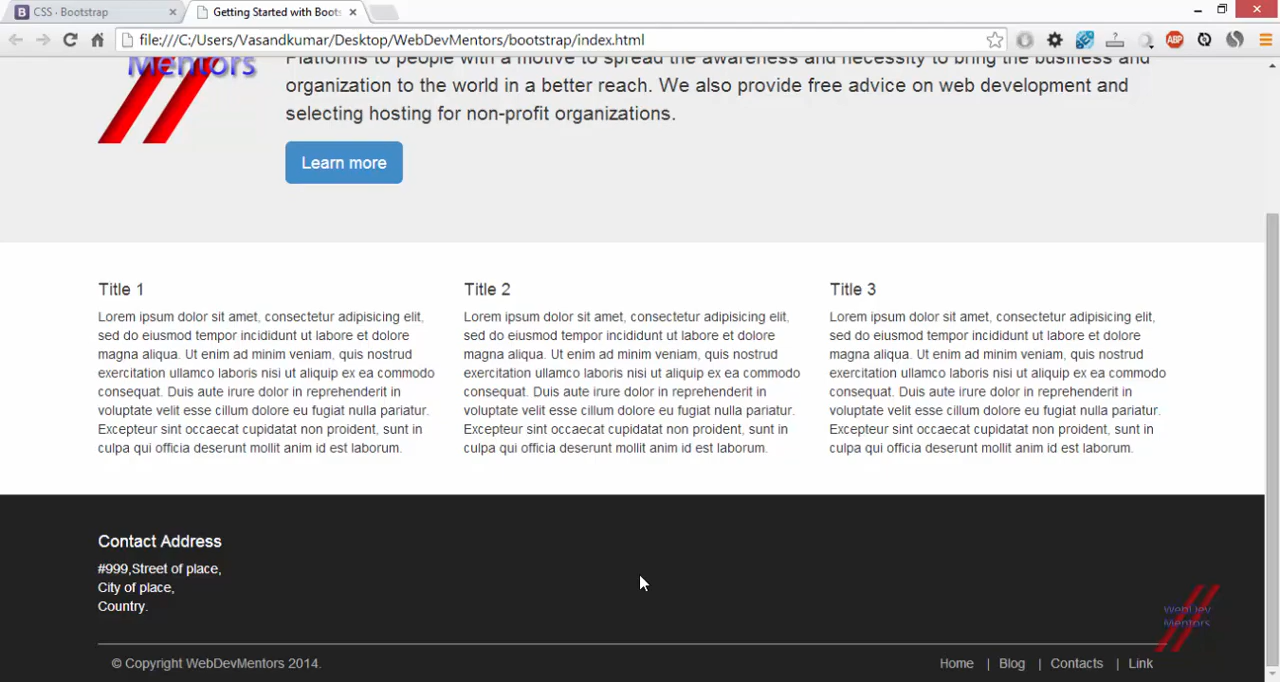 CSS · Bootstrap
Getting Started with Boots
file:///C:/Users/Vasandkumar/Desktop/WebDevMentors/bootstrap/index.html
ABP
Mentors
Platforms to people with a motive to spread the awareness and necessity to bring the business and
organization to the world in a better reach. We also provide free advice on web development and
selecting hosting for non-profit organizations.
Learn more
Title 1
Lorem ipsum dolor sit amet, consectetur adipisicing elit,
sed do eiusmod tempor incididunt ut labore et dolore
magna aliqua. Ut enim ad minim veniam, quis nostrud
exercitation ullamco laboris nisi ut aliquip ex ea commodo
consequat. Duis aute irure dolor in reprehenderit in
voluptate velit esse cillum dolore eu fugiat nulla pariatur.
Excepteur sint occaecat cupidatat non proident, sunt in
culpa qui officia deserunt mollit anim id est laborum.
Title 2
Lorem ipsum dolor sit amet, consectetur adipisicing elit,
sed do eiusmod tempor incididunt ut labore et dolore
magna aliqua. Ut enim ad minim veniam, quis nostrud
exercitation ullamco laboris nisi ut aliquip ex ea commodo
consequat. Duis aute irure dolor in reprehenderit in
voluptate velit esse cillum dolore eu fugiat nulla pariatur.
Excepteur sint occaecat cupidatat non proident, sunt in
culpa qui officia deserunt mollit anim id est laborum.
Title 3
Lorem ipsum dolor sit amet, consectetur adipisicing elit,
sed do eiusmod tempor incididunt ut labore et dolore
magna aliqua. Ut enim ad minim veniam, quis nostrud
exercitation ullamco laboris nisi ut aliquip ex ea commodo
consequat. Duis aute irure dolor in reprehenderit in
voluptate velit esse cillum dolore eu fugiat nulla pariatur.
Excepteur sint occaecat cupidatat non proident, sunt in
culpa qui officia deserunt mollit anim id est laborum.
Contact Address
#999,Street of place,
City of place,
Country.
WebDev
Mentors
© Copyright WebDevMentors 2014.
Home | Blog | Contacts | Link